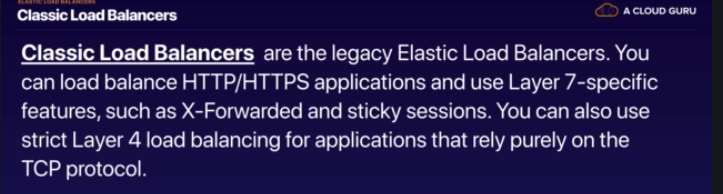 ELASTIC LOAD BALANCERS
Classic Load Balancers
A CLOUD GURU
Classic Load Balancers are the legacy Elastic Load Balancers. You
can load balance HTTP/HTTPS applications and use Layer 7-specific
features, such as X-Forwarded and sticky sessions. You can also use
strict Layer 4 load balancing for applications that rely purely on the
TCP protocol.